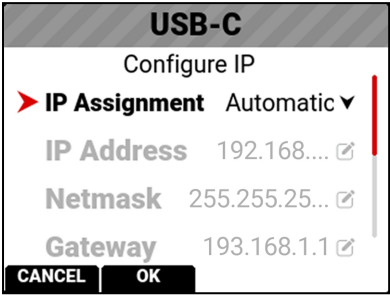 USB-C
Configure IP
IP Assignment Automatic
IP Address 192.168....
Netmask 255.255.25...
Gateway 193.168.1.1
CANCEL OK